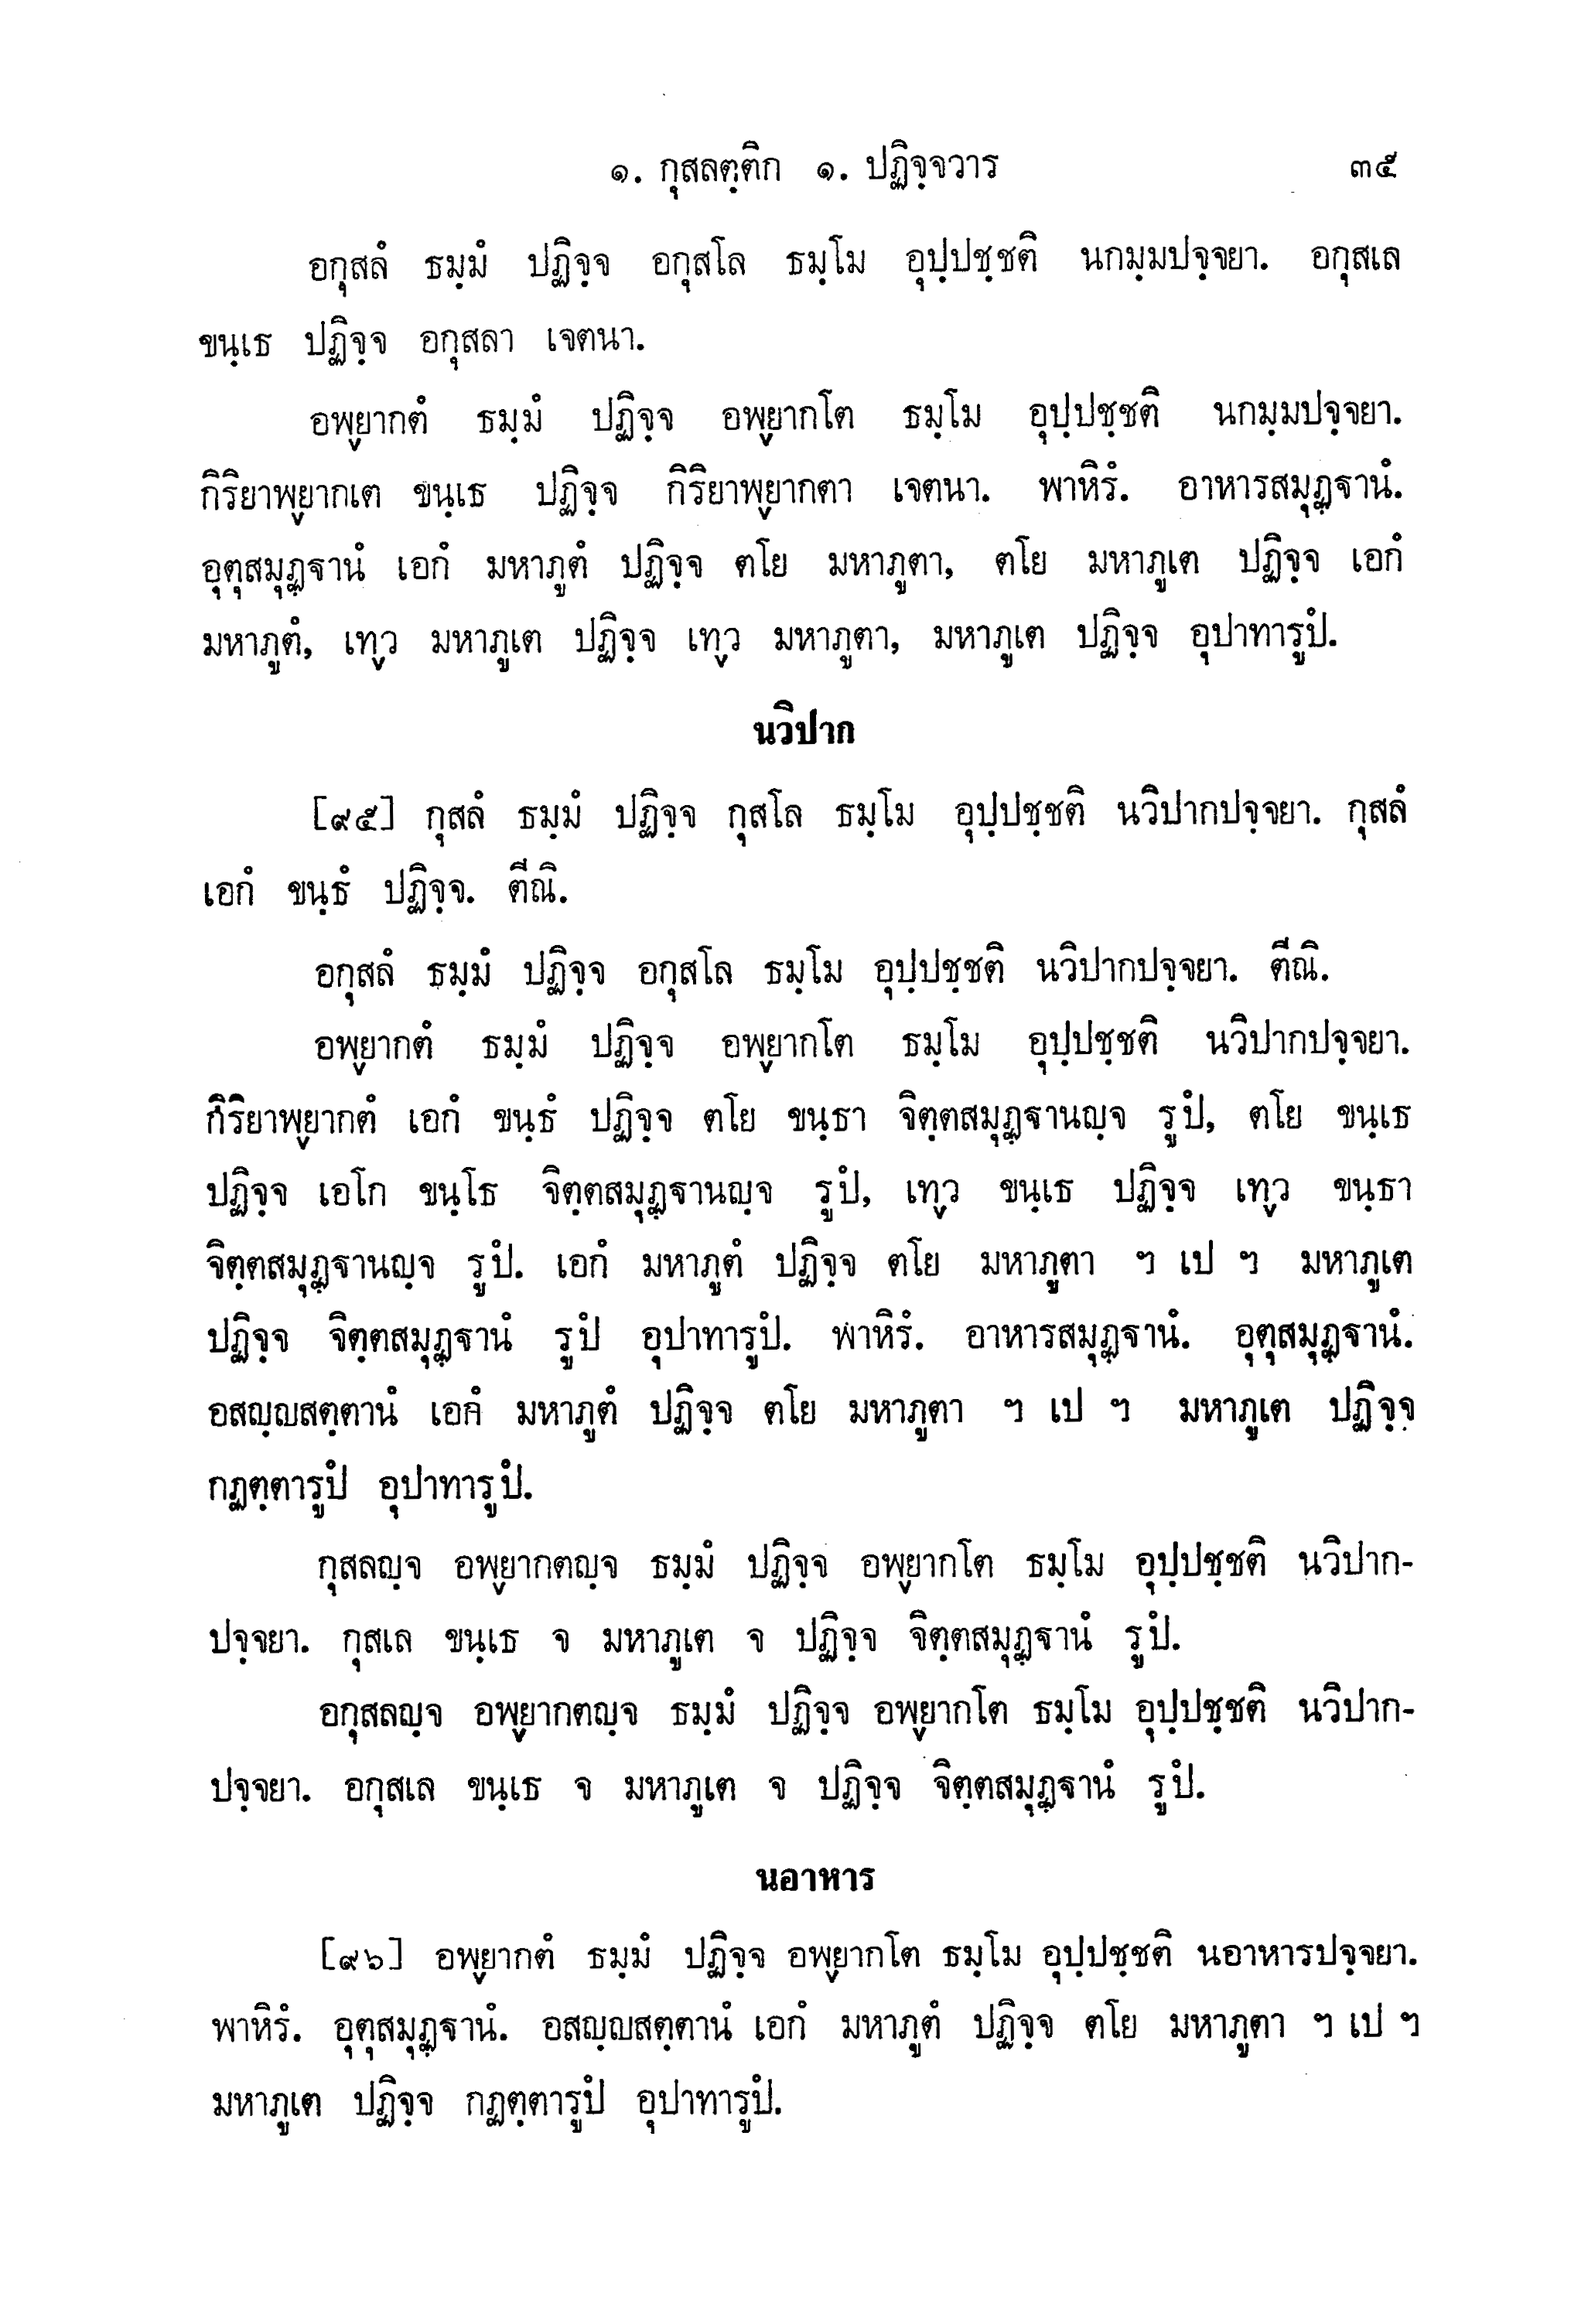 ๑. กุสลตฺติก ๑. ปฏิจฺจวาร ๓๕
อกุสลํ ธมฺมํ ปฏิจฺจ อกุสโล ธมฺโม อุปฺปชฺชติ นกมฺมปจฺจยา. อกุสเล
ขนฺเธ ปฏิจฺจ อกุสลา เจตนา.
อพฺยากตํ ธมฺมํ ปฏิจฺจ อพฺยากโต ธมฺโม อุปฺปชฺชติ นกมฺมปจฺจยา.
กิริยาพฺยากเต ขนฺเธ ปฏิจฺจ กิริยาพฺยากตา เจตนา. พาหิรํ. อาหารสมุฏฺฐานํ.
อุตุสมุฏฺฐานํ เอกํ มหาภูตํ ปฏิจฺจ ตโย มหาภูตา, ตโย มหาภูเต ปฏิจฺจ เอกํ
มหาภูตํ, เทฺว มหาภูเต ปฏิจฺจ เทฺว มหาภูตา, มหาภูเต ปฏิจฺจ อุปาทารูปํ.
นวิปาก
[๙๕] กุสลํ ธมฺมํ ปฏิจฺจ กุสโล ธมฺโม อุปฺปชฺชติ นวิปากปจฺจยา. กุสลํ
เอกํ ขนฺธํ ปฏิจฺจ. ตีณิ.
อกุสลํ ธมฺมํ ปฏิจฺจ อกุสโล ธมฺโม อุปฺปชฺชติ นวิปากปจฺจยา. ตีณิ.
อพฺยากตํ ธมฺมํ ปฏิจฺจ อพฺยากโต ธมฺโม อุปฺปชฺชติ นวิปากปจฺจยา.
กิริยาพฺยากตํ เอกํ ขนฺธํ ปฏิจฺจ ตโย ขนฺธา จิตฺตสมุฏฺฐานญฺจ รูปํ, ตโย ขนฺเธ
ปฏิจฺจ เอโก ขนฺโธ จิตฺตสมุฏฺฐานญฺจ รูปํ, เทฺว ขนฺเธ ปฏิจฺจ เทฺว ขนฺธา
จิตฺตสมุฏฺฐานญฺจ รูปํ. เอกํ มหาภูตํ ปฏิจฺจ ตโย มหาภูตา ฯ เป ฯ มหาภูเต
ปฏิจฺจ จิตฺตสมุฏฺฐานํ รูปํ อุปาทารูปํ. พาหิรํ. อาหารสมุฏฺฐานํ. อุตุสมุฏฺฐานํ.
อสญฺญสตฺตานํ เอกํ มหาภูตํ ปฏิจฺจ ตโย มหาภูตา ฯ เป ฯ มหาภูเต ปฏิจฺจ
กฏตฺตารูปํ อุปาทารูปํ.
กุสลญฺจ อพฺยากตญฺจ ธมฺมํ ปฏิจฺจ อพฺยากโต ธมฺโม อุปฺปชฺชติ นวิปาก-
ปจฺจยา. กุสเล ขนฺเธ จ มหาภูเต จ ปฏิจฺจ จิตฺตสมุฏฺฐานํ รูปํ.
อกุสลญฺจ อพฺยากตญฺจ ธมฺมํ ปฏิจฺจ อพฺยากโต ธมฺโม อุปฺปชฺชติ นวิปาก-
ปจฺจยา. อกุสเล ขนฺเธ จ มหาภูเต จ ปฏิจฺจ จิตฺตสมุฏฺฐานํ รูปํ.
นอาหาร
[๙๖] อพฺยากตํ ธมฺมํ ปฏิจฺจ อพฺยากโต ธมฺโม อุปฺปชฺชติ นอาหารปจฺจยา.
พาหิรํ. อุตุสมุฏฺฐานํ. อสญฺญสตฺตานํ เอกํ มหาภูตํ ปฏิจฺจ ตโย มหาภูตา ฯ เป ฯ
มหาภูเต ปฏิจฺจ กฏตฺตารูปํ อุปาทารูปํ.